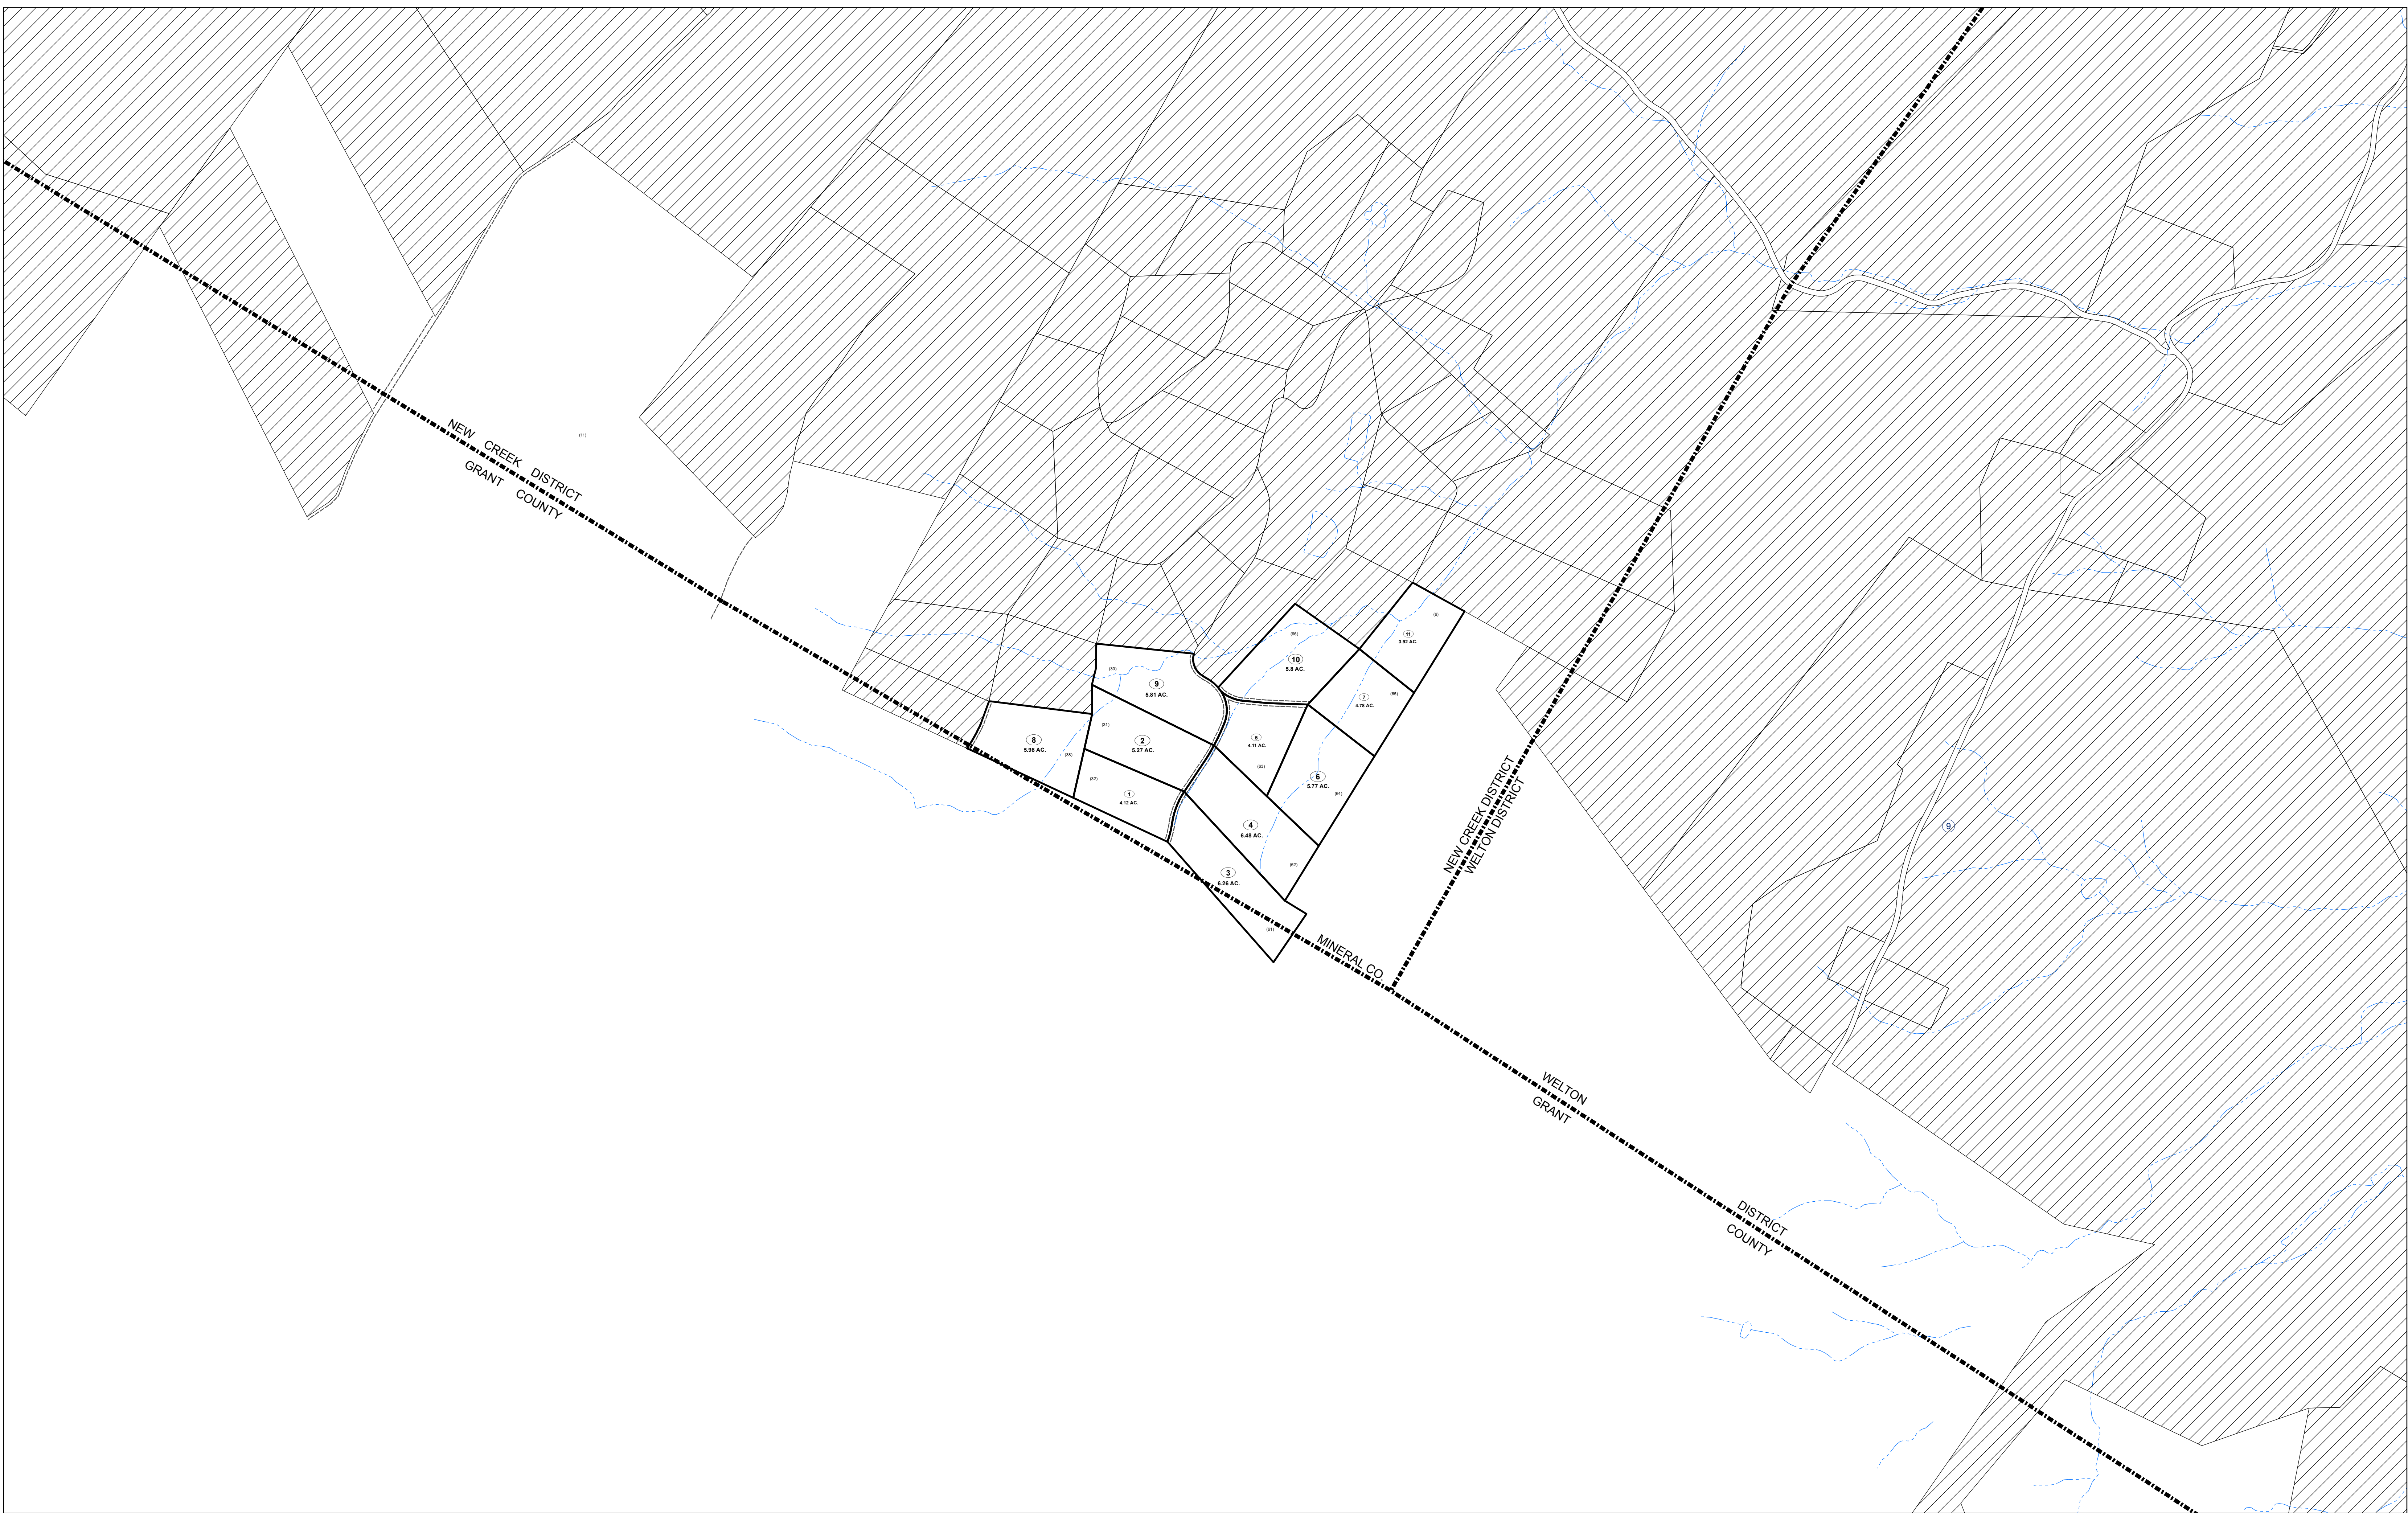 (11)
NEW CREEK DISTRICT
GRANT COUNTY
(9)
11
3.92 AC.
(66)
10
5.8 AC.
(30)
9
5.81 AC.
7
4.78 AC.
(65)
(31)
2
5.27 AC.
8
5.98 AC.
(38)
5
4.11 AC.
(63)
6
5.77 AC.
(64)
(32)
1
4.12 AC.
4
6.48 AC.
(62)
3
6.26 AC.
(61)
9
NEW CREEK DISTRICT
WELTON DISTRICT
MINERAL CO.
WELTON
GRANT
DISTRICT
COUNTY